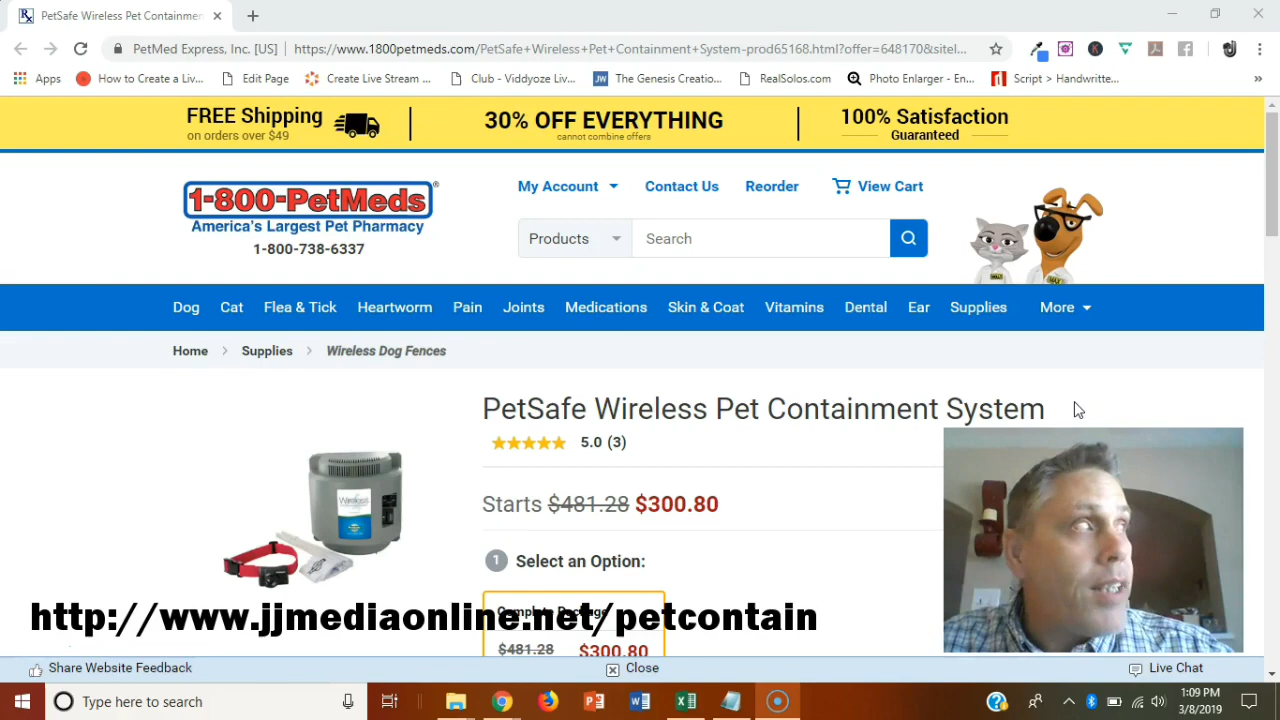 PetSafe Wireless Pet Containmen
PetMed Express, Inc. [US]
https://www.1800petmeds.com/PetSafe+Wireless+Pet+Containment+System-prod65168.html?offer=648170&sitel...
Apps
How to Create a Liv...
Edit Page
Create Live Stream ...
Club - Viddyoze Liv...
JW
The Genesis Creatio...
RealSolos.com
Photo Enlarger - En...
Script > Handwritte...
»
FREE Shipping
on orders over $49
30% OFF EVERYTHING
cannot combine offers
100% Satisfaction
Guaranteed
1-800-PetMeds®
America's Largest Pet Pharmacy
1-800-738-6337
My Account
Contact Us
Reorder
View Cart
Products
Search
Dog Cat Flea & Tick Heartworm Pain Joints Medications Skin & Coat Vitamins Dental Ear Supplies More
Home > Supplies > Wireless Dog Fences
PetSafe Wireless Pet Containment System
5.0 (3)
Starts $481.28 $300.80
1 Select an Option:
Wireless
Complete Package
http://www.jjmediaonline.net/petcontain
$481.28 $300.80
Share Website Feedback
Close
Live Chat
Type here to search
1:09 PM
3/8/2019